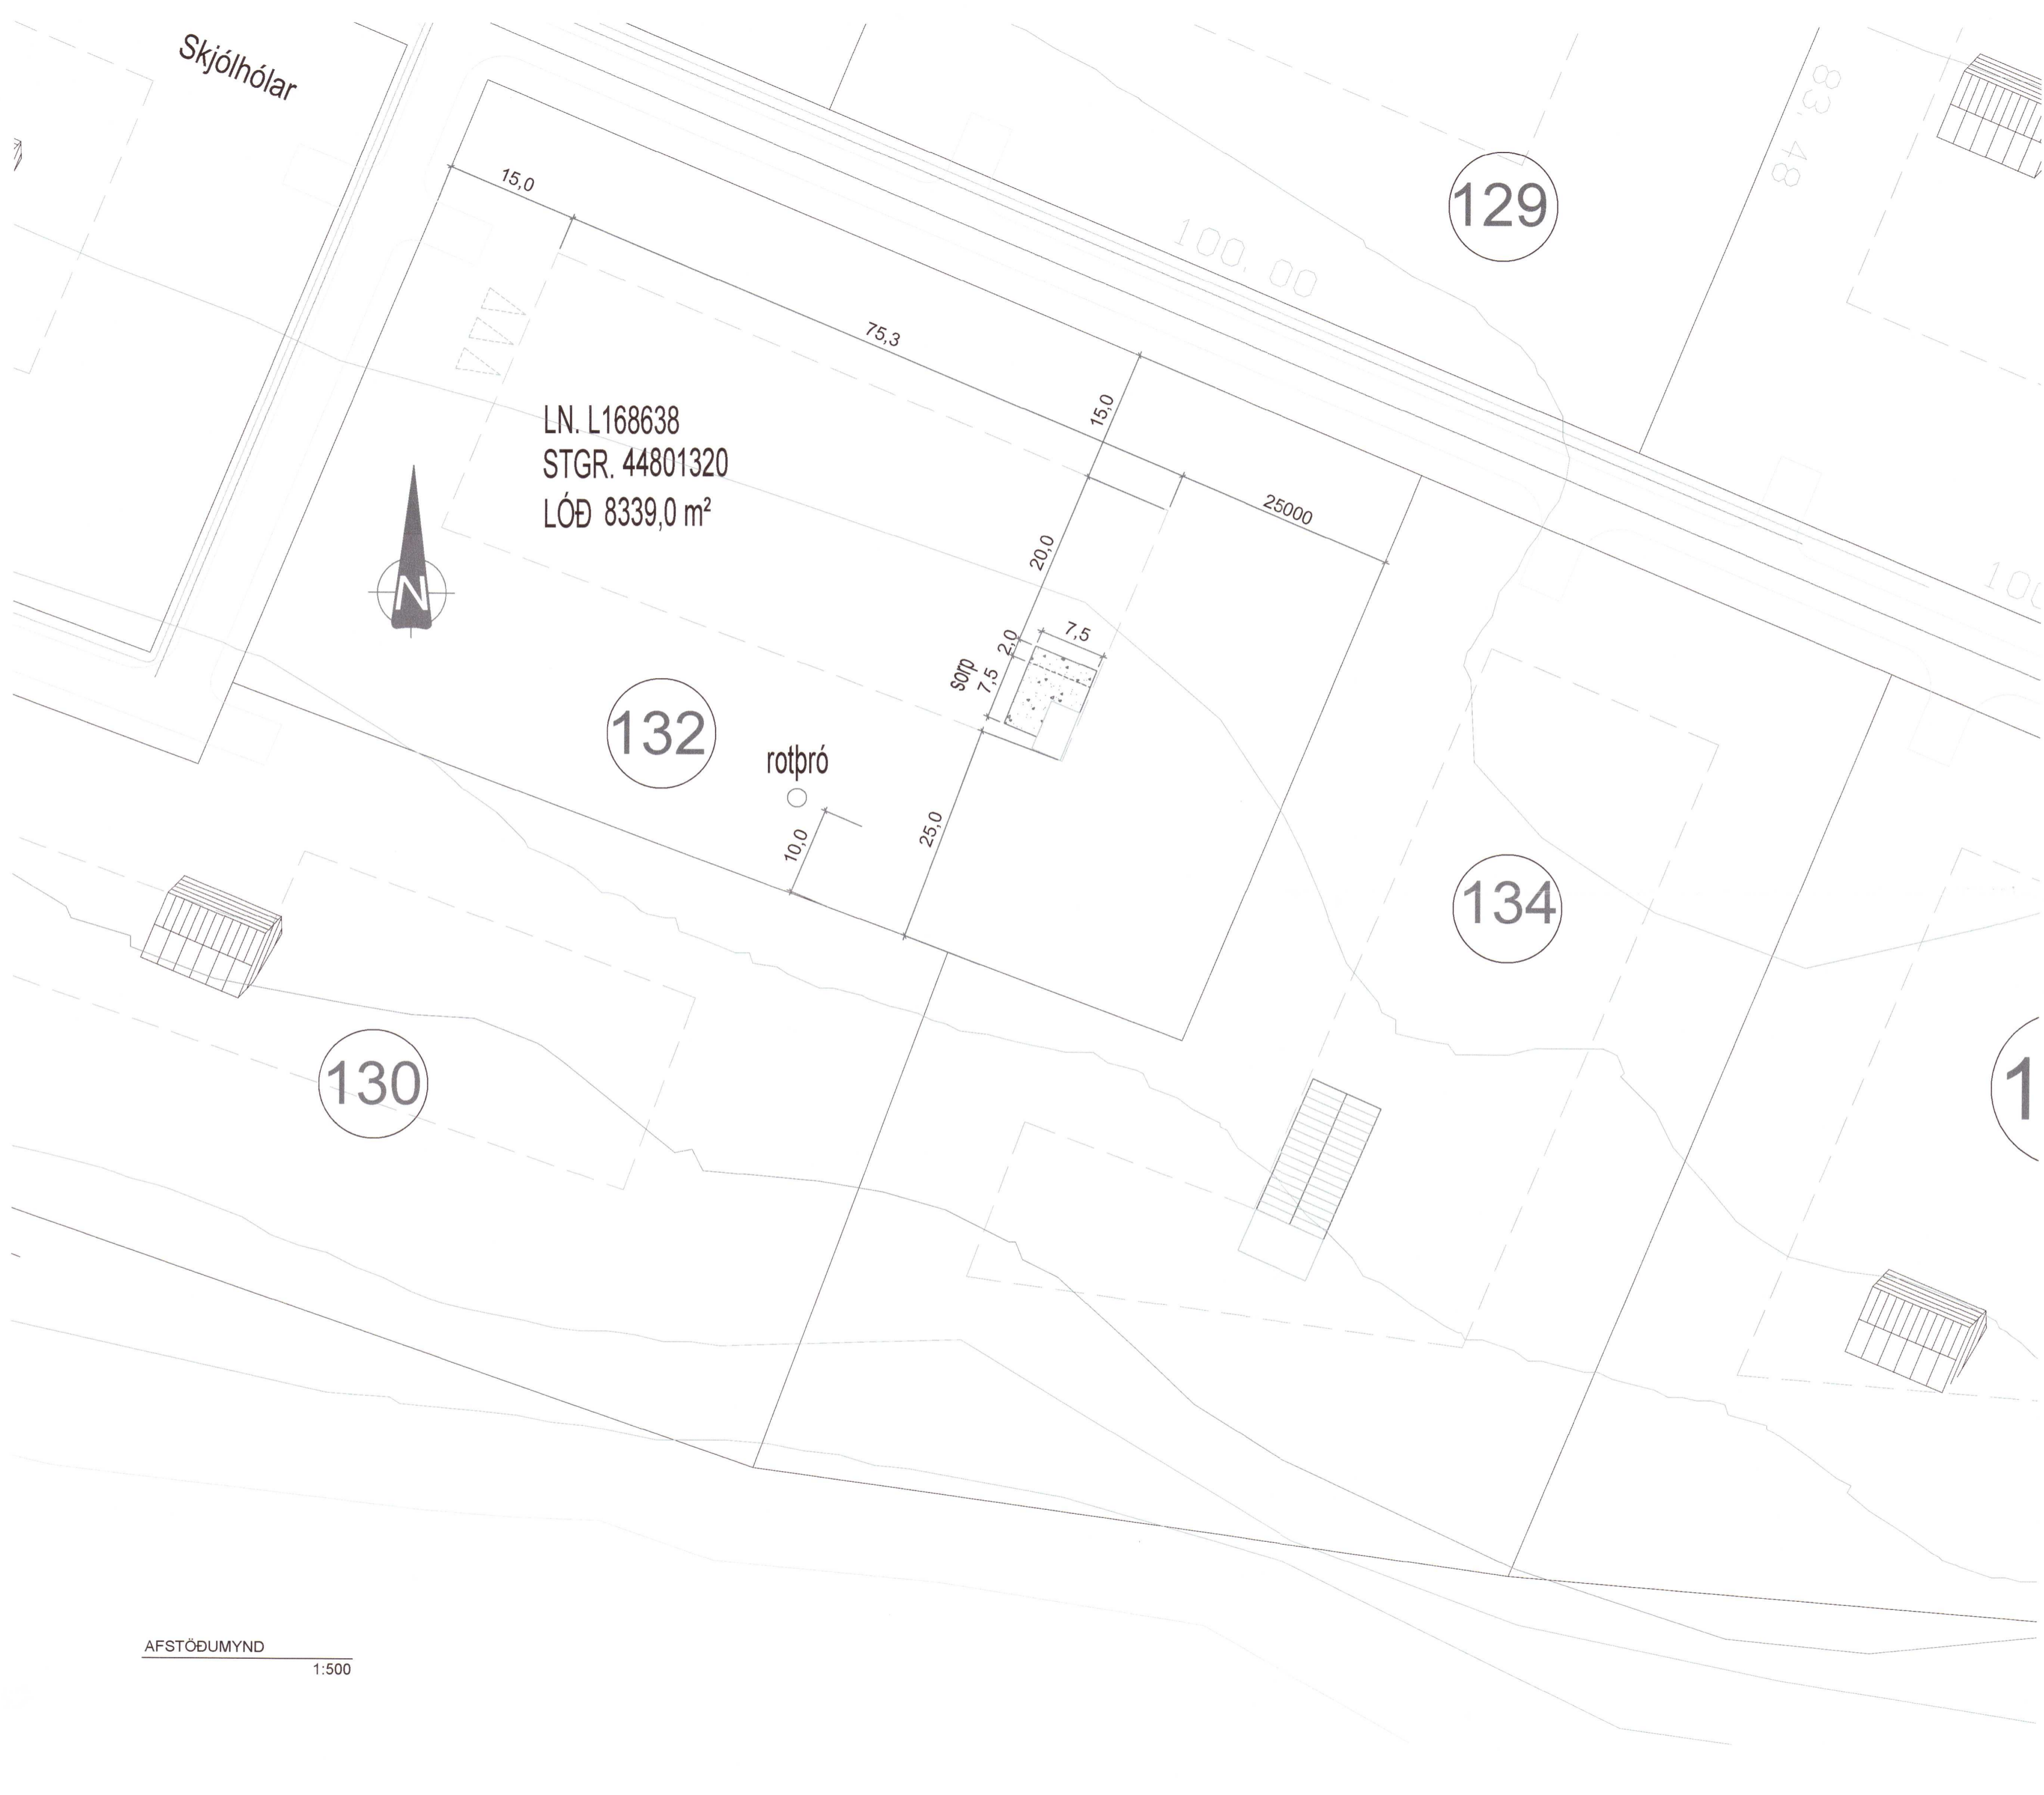 Skjólhólar
83.48
129
15,0
100.00
75,3
15,0
LN. L168638
STGR. 44801320
LÓÐ 8339,0 m²
25000
20,0
N
2,0
7,5
sorp
7,5
132
rotþró
10,0
25,0
134
130
AFSTÖÐUMYND
1:500